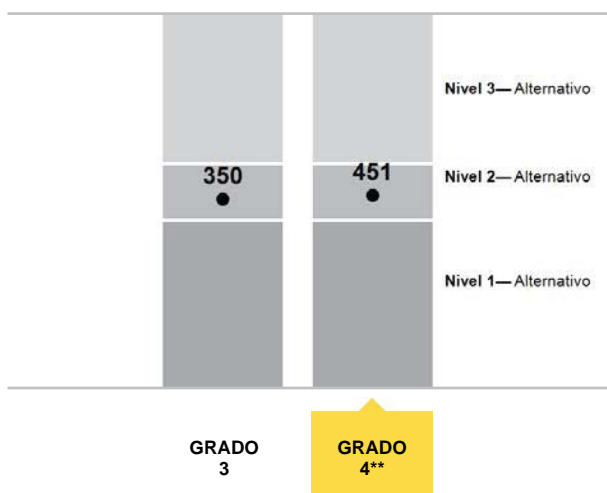 Nivel 3— Alternativo
350
451
Nivel 2— Alternativo
Nivel 1— Alternativo
GRADO
3
GRADO
4**